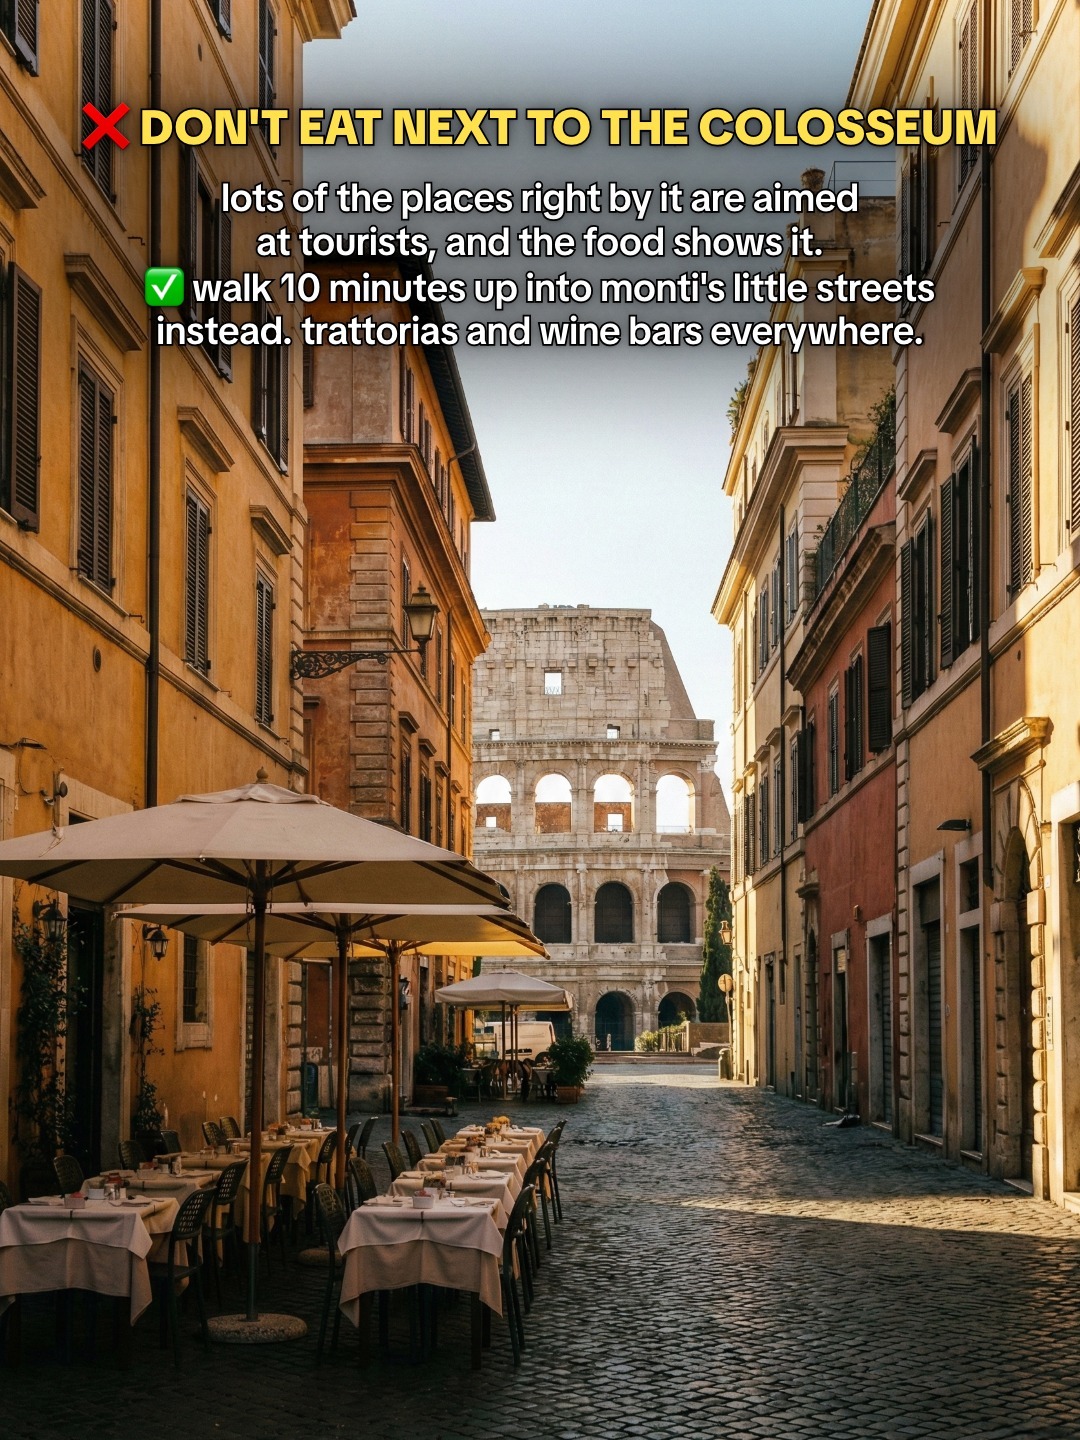 ❌ DON'T EAT NEXT TO THE COLOSSEUM
lots of the places right by it are aimed
at tourists, and the food shows it.
✅ walk 10 minutes up into monti's little streets
instead. trattorias and wine bars everywhere.